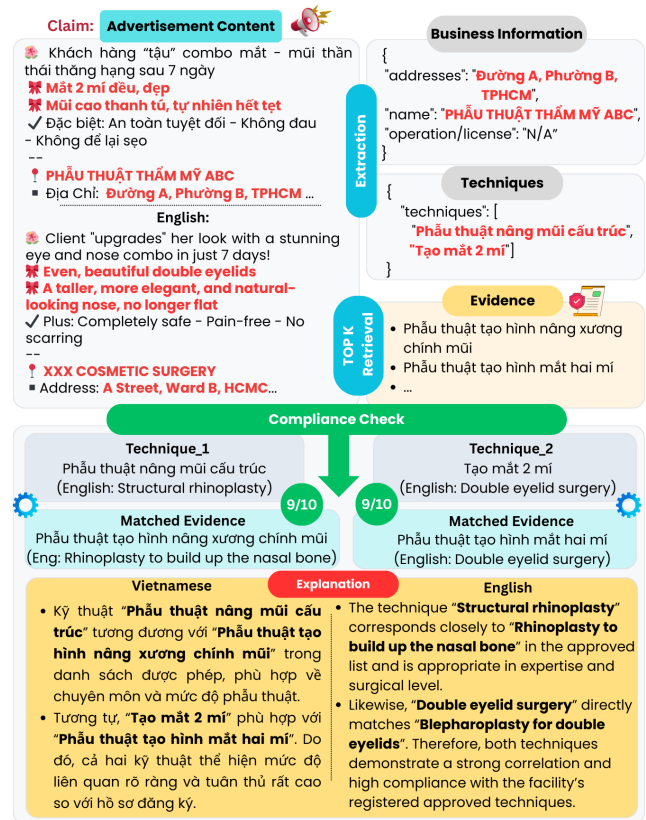 Claim: Advertisement Content
🌸 Khách hàng “tậu” combo mắt - mũi thần
thái thăng hạng sau 7 ngày
🎀 Mắt 2 mí đều, đẹp
🎀 Mũi cao thanh tú, tự nhiên hết tẹt
✓ Đặc biệt: An toàn tuyệt đối - Không đau
- Không để lại sẹo
--
📍 PHẪU THUẬT THẨM MỸ ABC
▪ Địa Chỉ: Đường A, Phường B, TPHCM ...
English:
🌸 Client "upgrades" her look with a stunning
eye and nose combo in just 7 days!
🎀 Even, beautiful double eyelids
🎀 A taller, more elegant, and natural-
looking nose, no longer flat
✓ Plus: Completely safe - Pain-free - No
scarring
--
📍 XXX COSMETIC SURGERY
▪ Address: A Street, Ward B, HCMC...
Extraction
Business Information
{
"addresses": "Đường A, Phường B,
TPHCM",
"name": "PHẪU THUẬT THẨM MỸ ABC",
"operation/license": "N/A"
}
Techniques
{
"techniques": [
"Phẫu thuật nâng mũi cấu trúc",
"Tạo mắt 2 mí"]
}
TOP K
Retrieval
Evidence
• Phẫu thuật tạo hình nâng xương
chính mũi
• Phẫu thuật tạo hình mắt hai mí
• ...
Compliance Check
Technique_1
Phẫu thuật nâng mũi cấu trúc
(English: Structural rhinoplasty)
9/10
Matched Evidence
Phẫu thuật tạo hình nâng xương chính mũi
(Eng: Rhinoplasty to build up the nasal bone)
Technique_2
Tạo mắt 2 mí
(English: Double eyelid surgery)
9/10
Matched Evidence
Phẫu thuật tạo hình mắt hai mí
(English: Double eyelid surgery)
Explanation
Vietnamese
• Kỹ thuật “Phẫu thuật nâng mũi cấu
trúc” tương đương với “Phẫu thuật tạo
hình nâng xương chính mũi” trong
danh sách được phép, phù hợp về
chuyên môn và mức độ phẫu thuật.
• Tương tự, “Tạo mắt 2 mí” phù hợp với
“Phẫu thuật tạo hình mắt hai mí”. Do
đó, cả hai kỹ thuật thể hiện mức độ
liên quan rõ ràng và tuân thủ rất cao
so với hồ sơ đăng ký.
English
• The technique “Structural rhinoplasty”
corresponds closely to “Rhinoplasty to
build up the nasal bone” in the approved
list and is appropriate in expertise and
surgical level.
• Likewise, “Double eyelid surgery” directly
matches “Blepharoplasty for double
eyelids”. Therefore, both techniques
demonstrate a strong correlation and
high compliance with the facility’s
registered approved techniques.